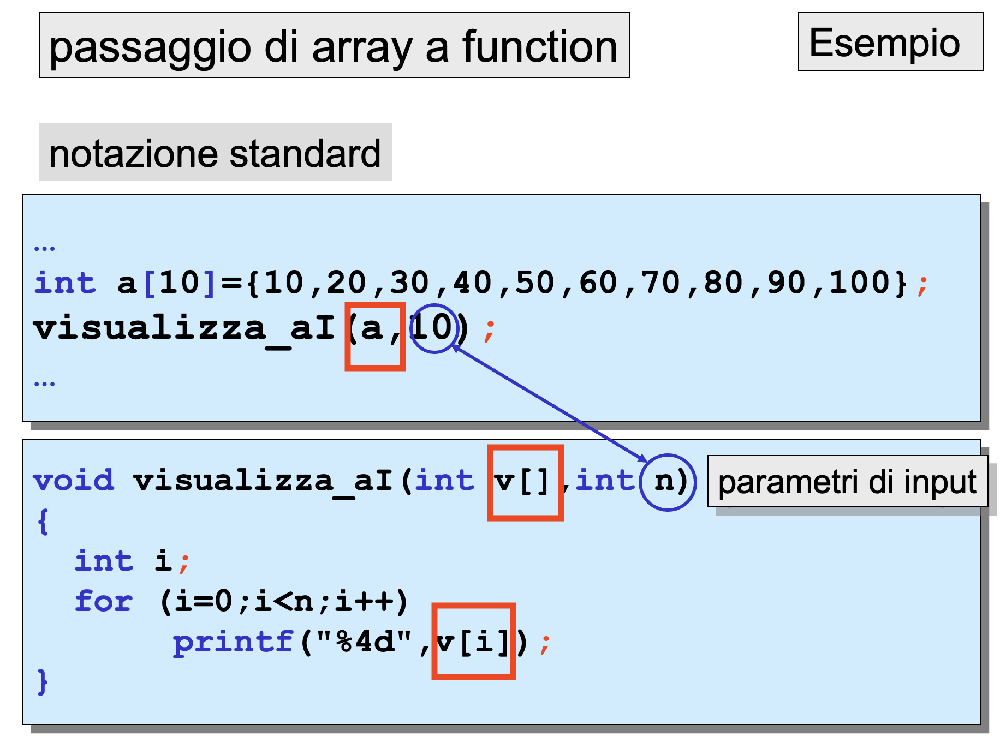 passaggio di array a function
Esempio
notazione standard
…
int a[10]={10,20,30,40,50,60,70,80,90,100};
visualizza_aI(a,10);
…
void visualizza_aI(int v[],int n)
parametri di input
{
int i;
for (i=0;i<n;i++)
printf("%4d",v[i]);
}